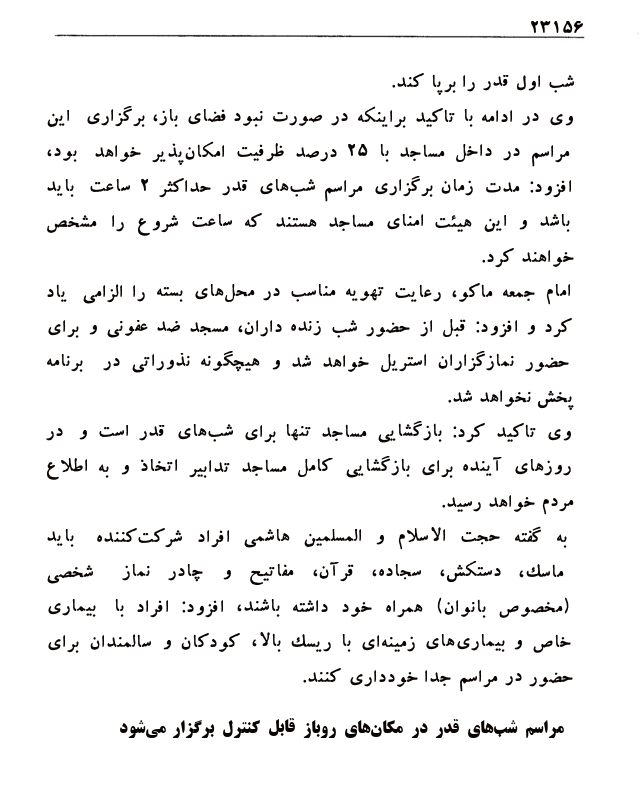 ۲۳۱۵۶
شب اول قدر را برپا کند.
وی در ادامه با تاکید براینکه در صورت نبود فضای باز، برگزاری این
مراسم در داخل مساجد با ۲۵ درصد ظرفیت امکان‌پذیر خواهد بود،
افزود: مدت زمان برگزاری مراسم شب‌های قدر حداکثر ۲ ساعت باید
باشد و این هیئت امنای مساجد هستند که ساعت شروع را مشخص
خواهند کرد.
امام جمعه ماکو، رعایت تهویه مناسب در محل‌های بسته را الزامی یاد
کرد و افزود: قبل از حضور شب زنده داران، مسجد ضد عفونی و برای
حضور نمازگزاران استریل خواهد شد و هیچگونه نذوراتی در برنامه
پخش نخواهد شد.
وی تاکید کرد: بازگشایی مساجد تنها برای شب‌های قدر است و در
روزهای آینده برای بازگشایی کامل مساجد تدابیر اتخاذ و به اطلاع
مردم خواهد رسید.
به گفته حجت الاسلام و المسلمین هاشمی افراد شرکت‌کننده باید
ماسک، دستکش، سجاده، قرآن، مفاتیح و چادر نماز شخصی
(مخصوص بانوان) همراه خود داشته باشند، افزود: افراد با بیماری
خاص و بیماری‌های زمینه‌ای با ریسک بالا، کودکان و سالمندان برای
حضور در مراسم جدا خودداری کنند.
مراسم شب‌های قدر در مکان‌های روباز قابل کنترل برگزار می‌شود